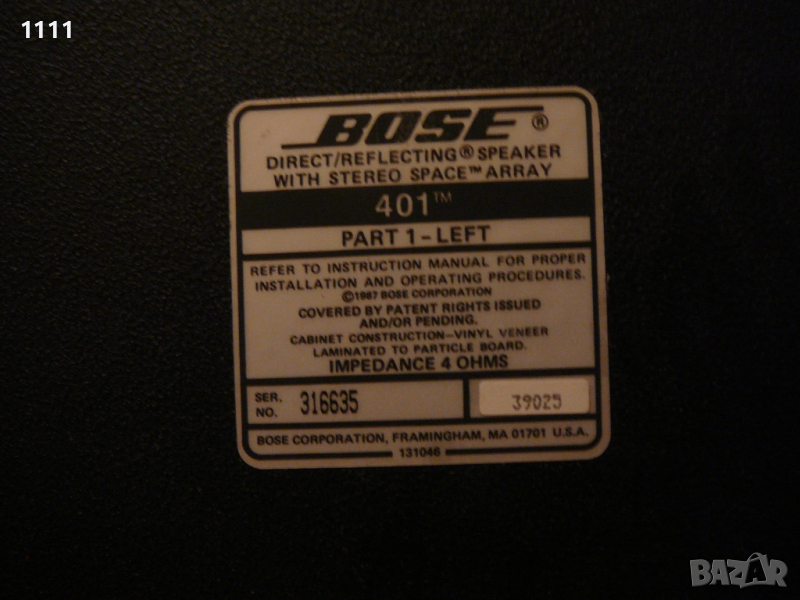 1111
BOSE®
DIRECT/REFLECTING® SPEAKER
WITH STEREO SPACE™ ARRAY
401™
PART 1-LEFT
REFER TO INSTRUCTION MANUAL FOR PROPER
INSTALLATION AND OPERATING PROCEDURES.
©1987 BOSE CORPORATION
COVERED BY PATENT RIGHTS ISSUED
AND/OR PENDING.
CABINET CONSTRUCTION-VINYL VENEER
LAMINATED TO PARTICLE BOARD.
IMPEDANCE 4 OHMS
SER. NO. 316635 39025
BOSE CORPORATION, FRAMINGHAM, MA 01701 U.S.A.
131046
BAZAR